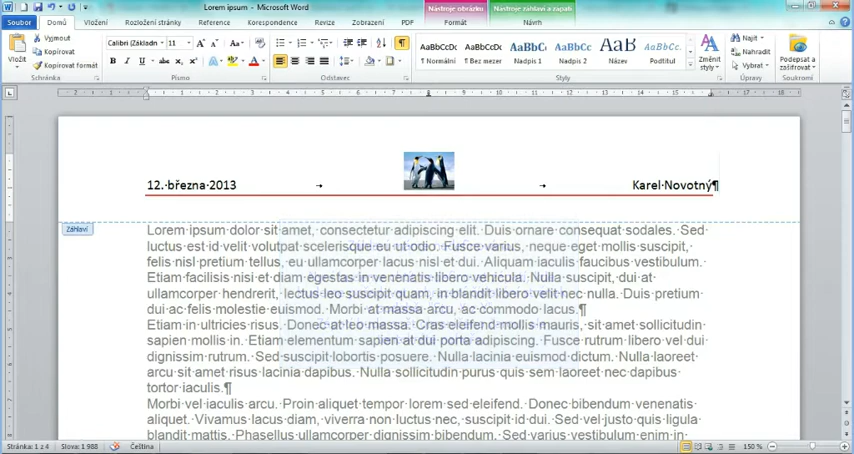 Lorem ipsum - Microsoft Word
Nástroje obrázku
Nástroje záhlaví a zápatí
Soubor
Domů
Vložení
Rozložení stránky
Reference
Korespondence
Revize
Zobrazení
PDF
Formát
Návrh
Vložit
Vyjmout
Kopírovat
Kopírovat formát
Schránka
Calibri (Základn
11
Písmo
Odstavec
AaBbCcDc
¶ Normální
AaBbCcDc
¶ Bez mezer
AaBbC
Nadpis 1
AaBbCc
Nadpis 2
AaB
Název
AaBbCc.
Podtitul
Změnit styly
Styly
Najít
Nahradit
Vybrat
Úpravy
Podepsat a zašifrovat
Soukromí
12. března 2013
Karel Novotný¶
Záhlaví
Lorem ipsum dolor sit amet, consectetur adipiscing elit. Duis ornare consequat sodales. Sed
luctus est id velit volutpat scelerisque eu ut odio. Fusce varius, neque eget mollis suscipit,
felis nisl pretium tellus, eu ullamcorper lacus nisl et dui. Aliquam iaculis faucibus vestibulum.
Etiam facilisis nisi et diam egestas in venenatis libero vehicula. Nulla suscipit, dui at
ullamcorper hendrerit, lectus leo suscipit quam, in blandit libero velit nec nulla. Duis pretium
dui ac felis molestie euismod. Morbi at massa arcu, ac commodo lacus.¶
Etiam in ultricies risus. Donec at leo massa. Cras eleifend mollis mauris, sit amet sollicitudin
sapien mollis in. Etiam elementum sapien at dui porta adipiscing. Fusce rutrum libero vel dui
dignissim rutrum. Sed suscipit lobortis posuere. Nulla lacinia euismod dictum. Nulla laoreet
arcu sit amet risus lacinia dapibus. Nulla sollicitudin purus quis sem laoreet nec dapibus
tortor iaculis.¶
Morbi vel iaculis arcu. Proin aliquet tempor lorem sed eleifend. Donec bibendum venenatis
aliquet. Vivamus lacus diam, viverra non luctus nec, suscipit id dui. Sed vel justo quis ligula
blandit mattis. Phasellus ullamcorper dignissim bibendum. Sed varius vestibulum enim in
Stránka: 1 z 4
Slova: 1 988
Čeština
150 %